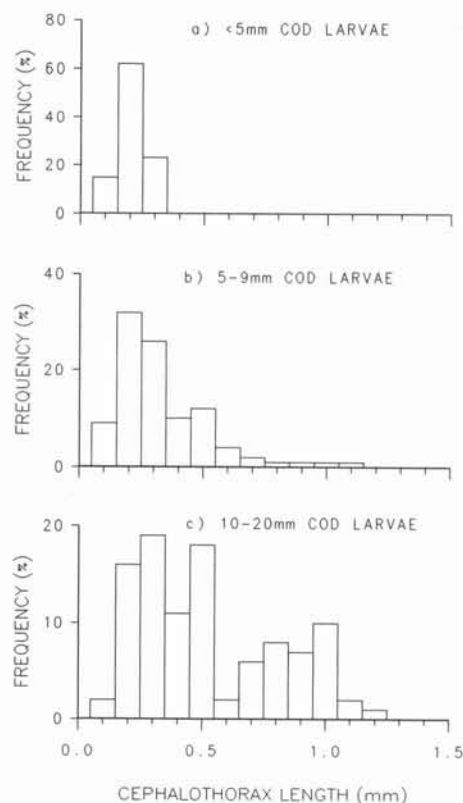 a) <5mm COD LARVAE
FREQUENCY (%)
80
60
40
20
0
b) 5-9mm COD LARVAE
FREQUENCY (%)
40
20
0
c) 10-20mm COD LARVAE
FREQUENCY (%)
20
10
0
0.0 0.5 1.0 1.5
CEPHALOTHORAX LENGTH (mm)